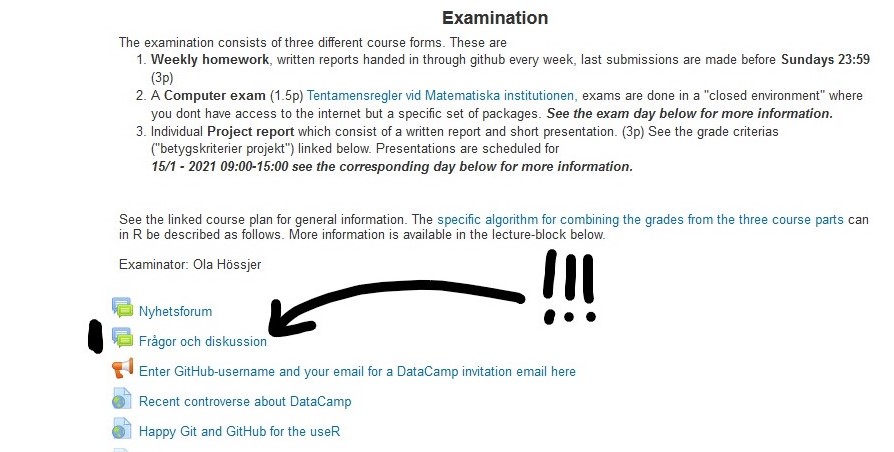 Examination
The examination consists of three different course forms. These are
1. Weekly homework, written reports handed in through github every week, last submissions are made before Sundays 23:59
(3p)
2. A Computer exam (1.5p) Tentamensregler vid Matematiska institutionen, exams are done in a "closed environment" where
you dont have access to the internet but a specific set of packages. See the exam day below for more information.
3. Individual Project report which consist of a written report and short presentation. (3p) See the grade criterias
("betygskriterier projekt") linked below. Presentations are scheduled for
15/1 - 2021 09:00-15:00 see the corresponding day below for more information.
See the linked course plan for general information. The specific algorithm for combining the grades from the three course parts can
in R be described as follows. More information is available in the lecture-block below.
Examinator: Ola Hössjer
!!!
Nyhetsforum
Frågor och diskussion
Enter GitHub-username and your email for a DataCamp invitation email here
Recent controverse about DataCamp
Happy Git and GitHub for the useR